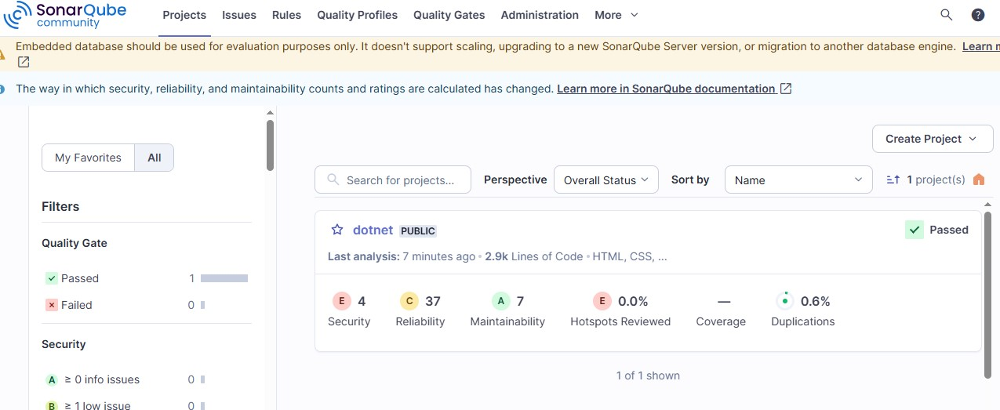 SonarQube
community
Projects Issues Rules Quality Profiles Quality Gates Administration More
Embedded database should be used for evaluation purposes only. It doesn't support scaling, upgrading to a new SonarQube Server version, or migration to another database engine. Learn
The way in which security, reliability, and maintainability counts and ratings are calculated has changed. Learn more in SonarQube documentation
Create Project
My Favorites All
Search for projects... Perspective Overall Status Sort by Name 1 project(s)
Filters
Quality Gate
Passed 1
Failed 0
Security
A ≥ 0 info issues 0
B ≥ 1 low issue 0
dotnet PUBLIC Passed
Last analysis: 7 minutes ago • 2.9k Lines of Code • HTML, CSS, ...
E 4 C 37 A 7 E 0.0% — 0.6%
Security Reliability Maintainability Hotspots Reviewed Coverage Duplications
1 of 1 shown